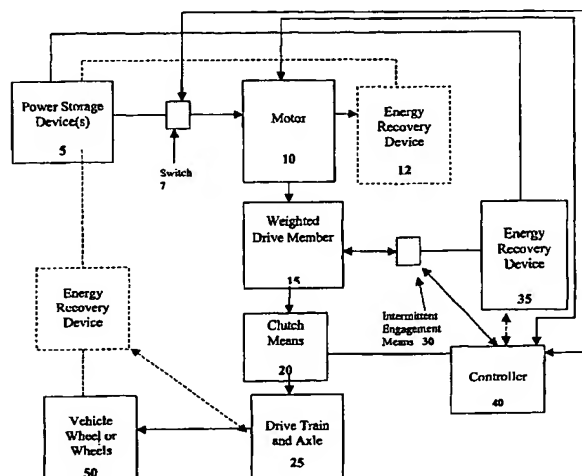 Power Storage
Device(s)
5
Switch
7
Motor
10
Energy
Recovery
Device
12
Weighted
Drive Member
15
Energy
Recovery
Device
35
Intermittent
Engagement
Means 30
Energy
Recovery
Device
Clutch
Means
20
Controller
40
Vehicle
Wheel or
Wheels
50
Drive Train
and Axle
25